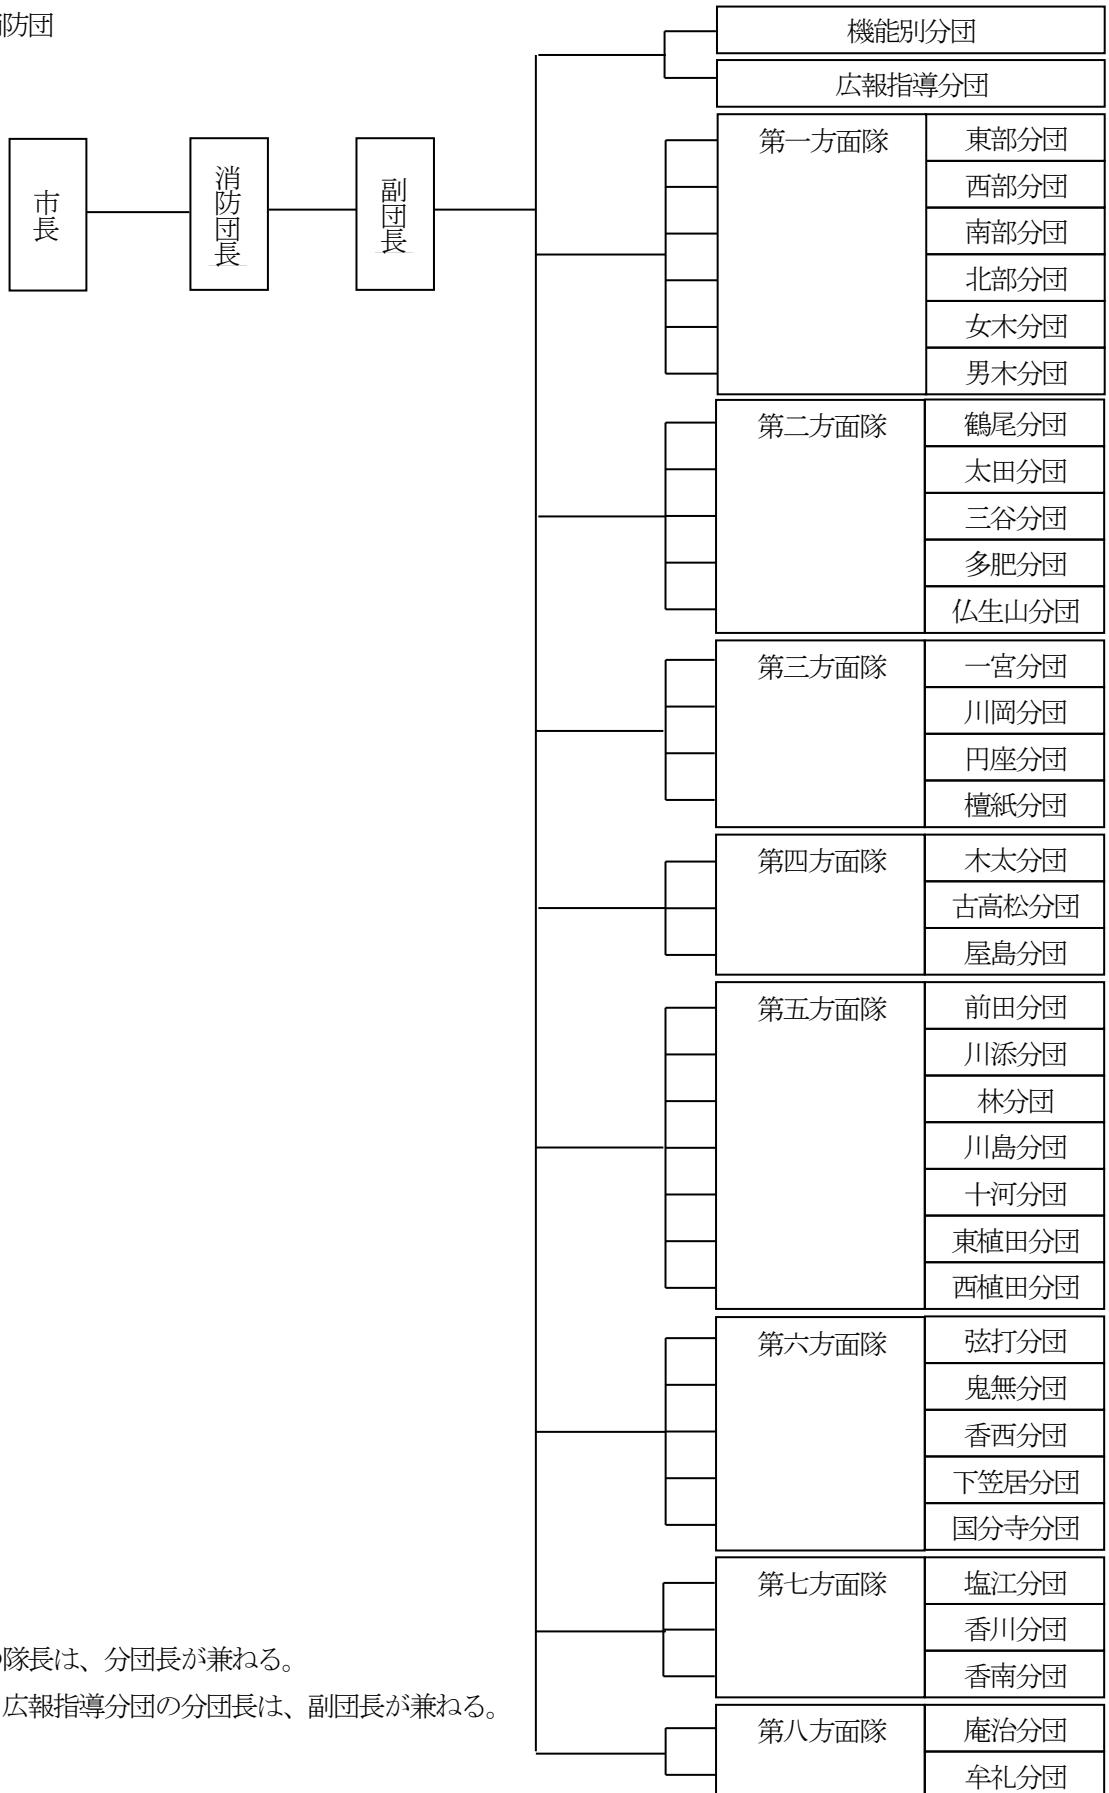 防団
機能別分団
広報指導分団
市長
消防団長
副団長
第一方面隊
東部分団
西部分団
南部分団
北部分団
女木分団
男木分団
第二方面隊
鶴尾分団
太田分団
三谷分団
多肥分団
仏生山分団
第三方面隊
一宮分団
川岡分団
円座分団
檀紙分団
第四方面隊
木太分団
古高松分団
屋島分団
第五方面隊
前田分団
川添分団
林分団
川島分団
十河分団
東植田分団
西植田分団
第六方面隊
弦打分団
鬼無分団
香西分団
下笠居分団
国分寺分団
第七方面隊
塩江分団
香川分団
香南分団
隊長は、分団長が兼ねる。
広報指導分団の分団長は、副団長が兼ねる。
第八方面隊
庵治分団
牟礼分団